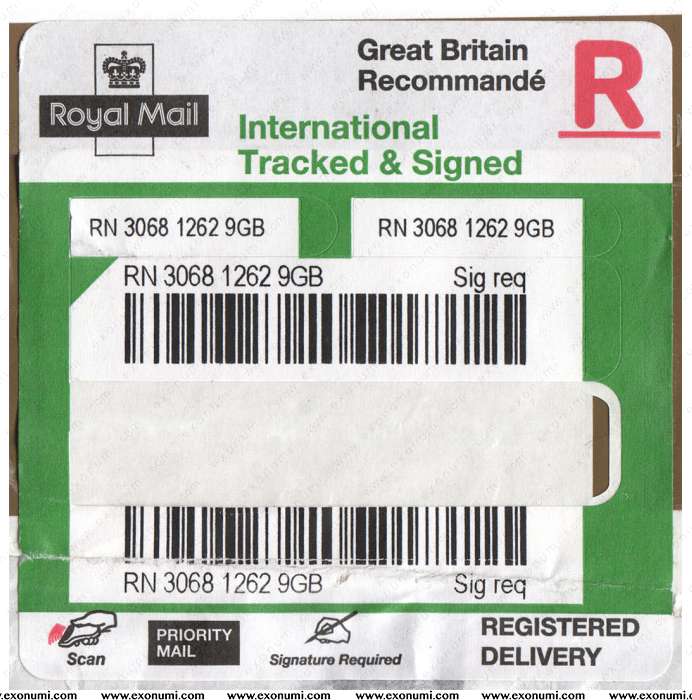 Royal Mail
Great Britain
Recommandé
R
International
Tracked & Signed
RN 3068 1262 9GB
RN 3068 1262 9GB
RN 3068 1262 9GB Sig req
RN 3068 1262 9GB Sig req
Scan
PRIORITY
MAIL
Signature Required
REGISTERED
DELIVERY
www.exonumi.com www.exonumi.com www.exonumi.com www.exonumi.com www.exonumi.com